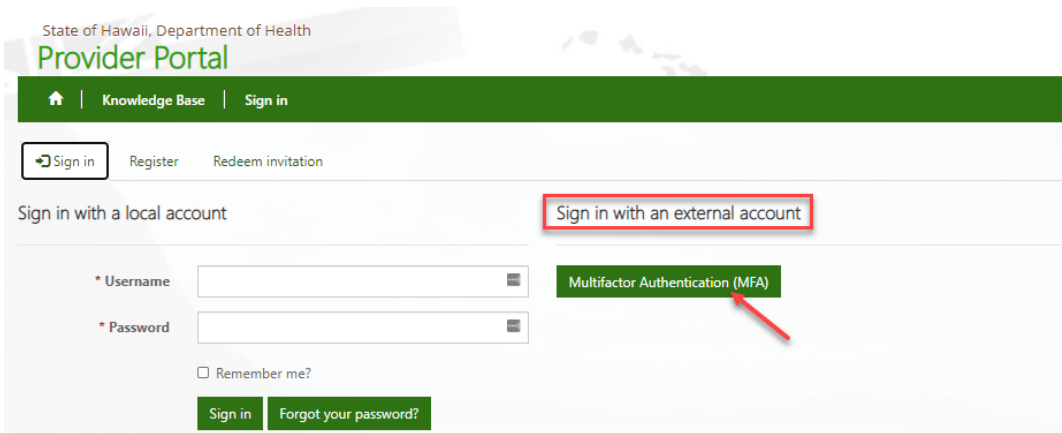 State of Hawaii, Department of Health
Provider Portal
Knowledge Base | Sign in
Sign in Register Redeem invitation
Sign in with a local account
Sign in with an external account
* Username
Multifactor Authentication (MFA)
* Password
Remember me?
Sign in Forgot your password?